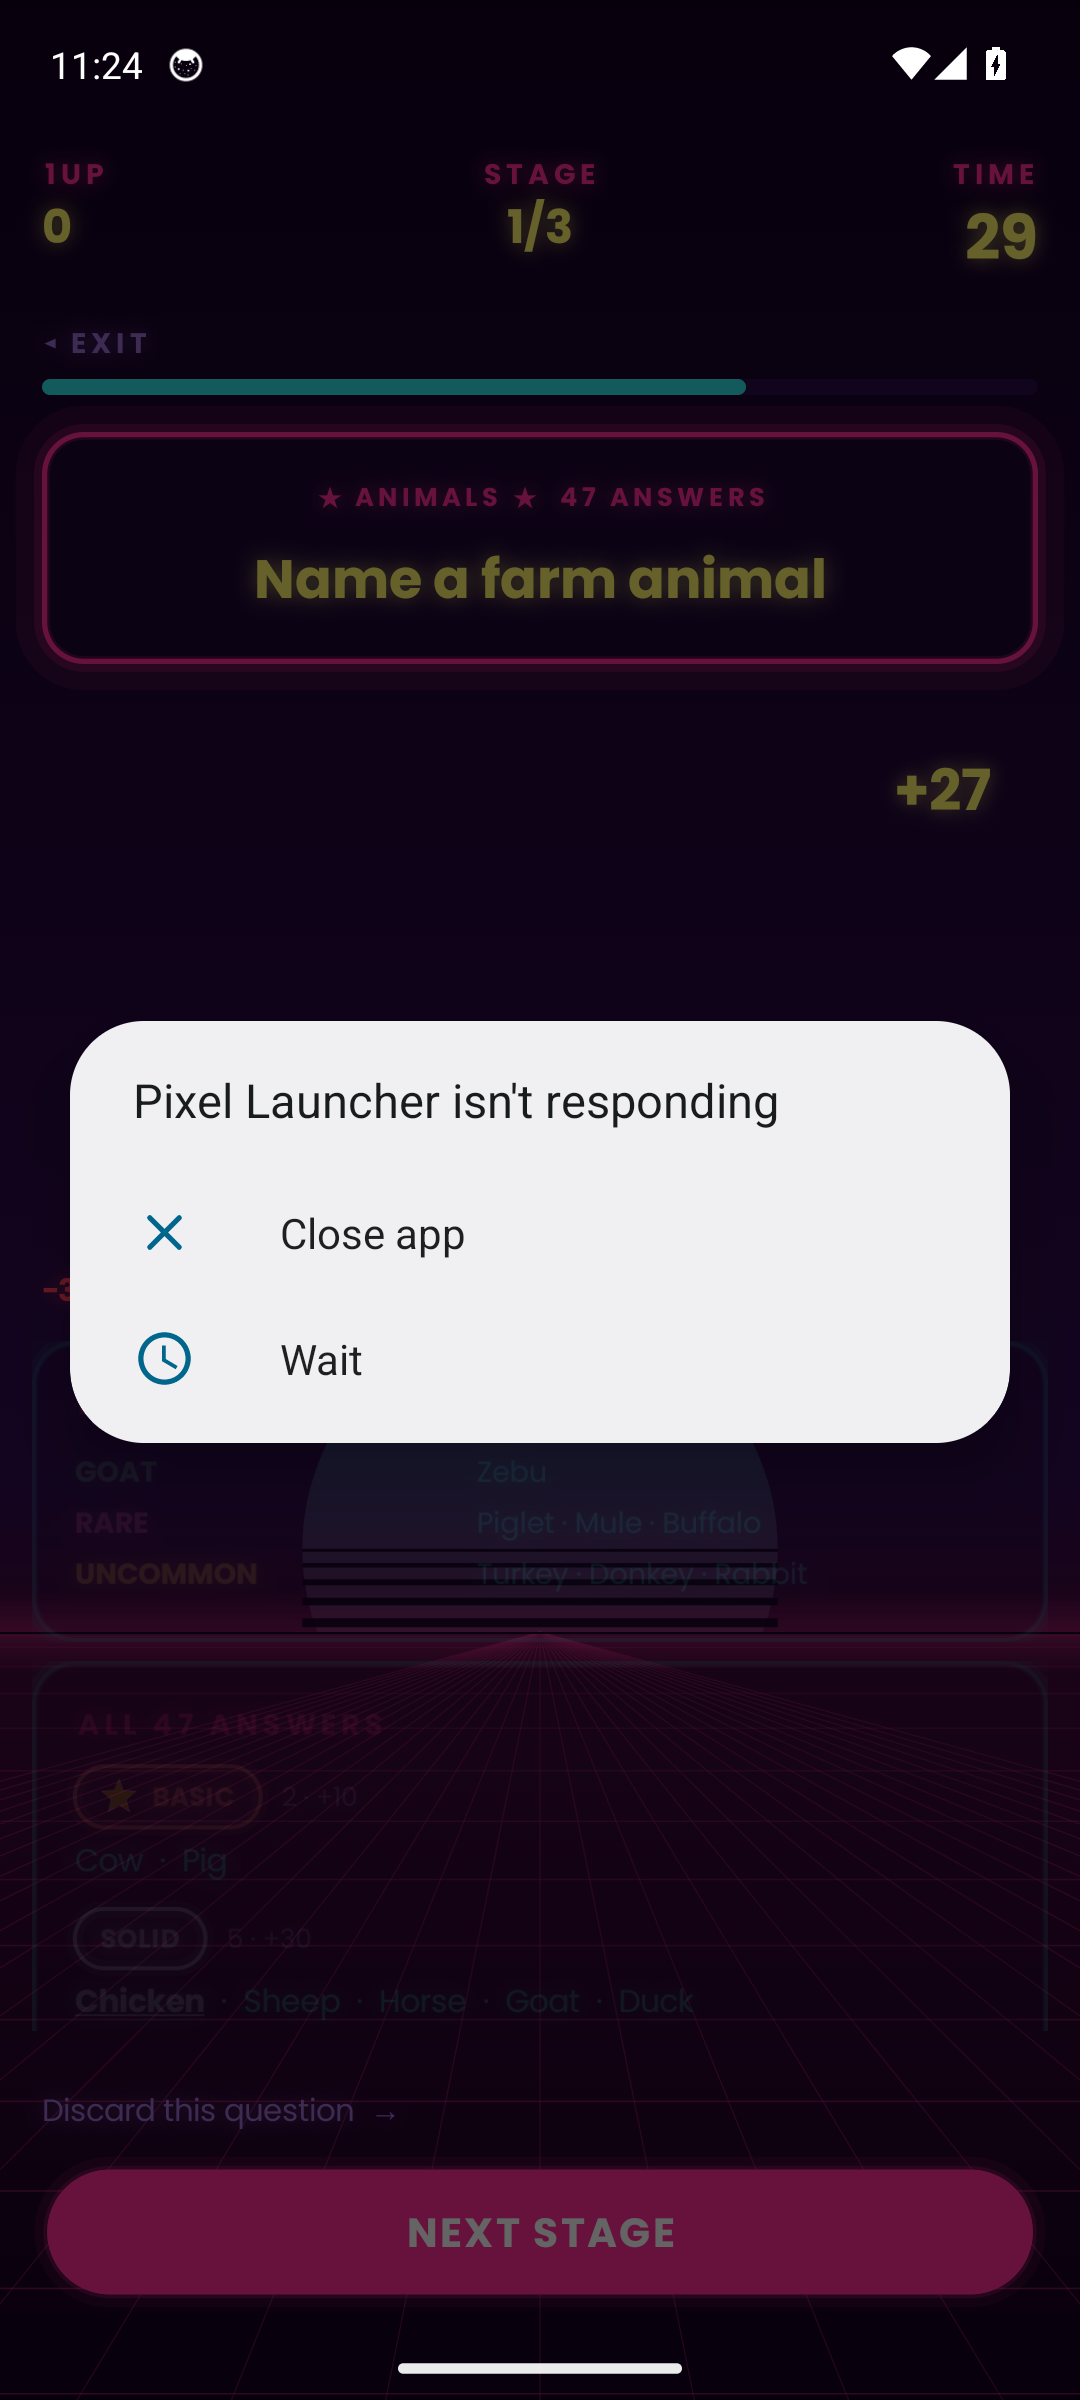 11:24
1UP STAGE TIME
0 1/3 29
◂ EXIT
★ ANIMALS ★ 47 ANSWERS
Name a farm animal
+27
Pixel Launcher isn't responding
Close app
Wait
GOAT Zebu
RARE Piglet · Mule · Buffalo
UNCOMMON Turkey · Donkey · Rabbit
ALL 47 ANSWERS
★ BASIC 2 · +10
Cow · Pig
SOLID 5 · +30
Chicken · Sheep · Horse · Goat · Duck
Discard this question →
NEXT STAGE